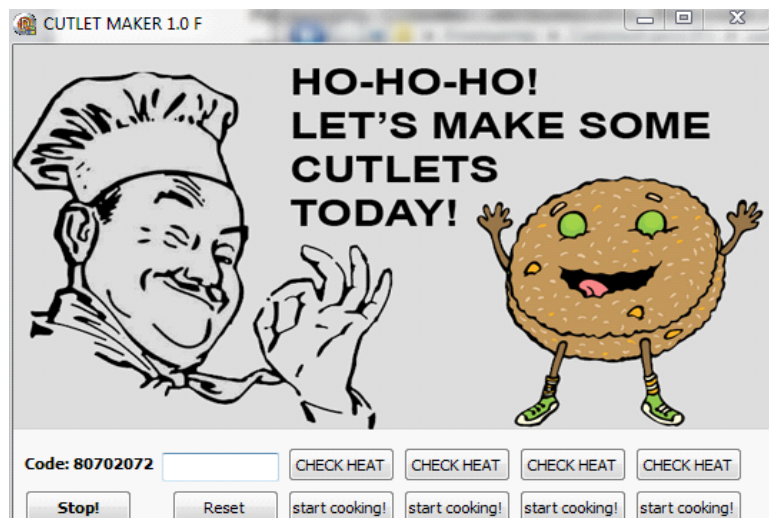 CUTLET MAKER 1.0 F
HO-HO-HO!
LET'S MAKE SOME
CUTLETS
TODAY!
Code: 80702072 CHECK HEAT CHECK HEAT CHECK HEAT CHECK HEAT
Stop! Reset start cooking! start cooking! start cooking! start cooking!